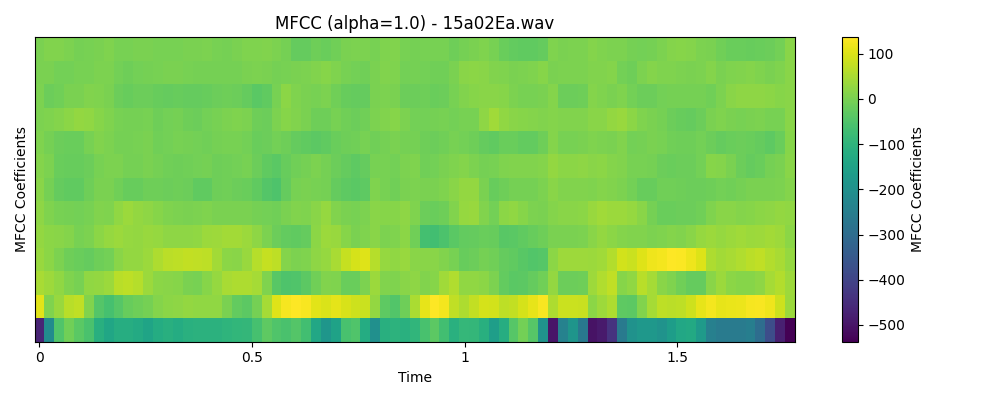 MFCC (alpha=1.0) - 15a02Ea.wav
MFCC Coefficients
0
0.5
1
1.5
Time
100
0
−100
−200
−300
−400
−500
MFCC Coefficients